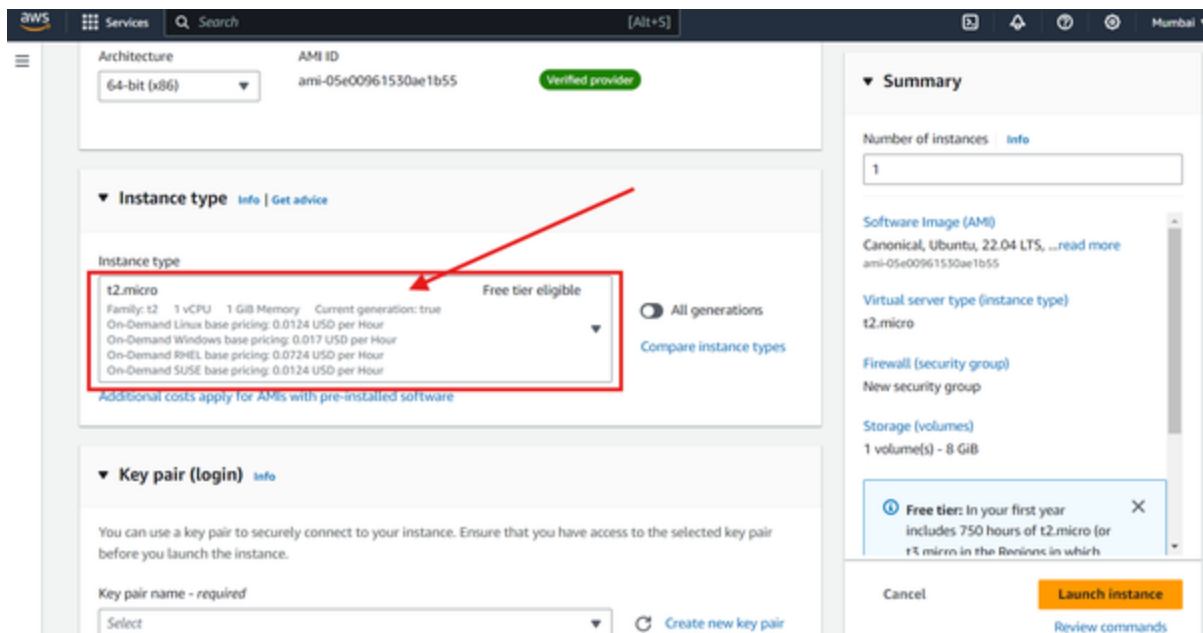 aws Services Search [Alt+S] Mumbai
Architecture AMI ID
64-bit (x86) ami-05e00961530ae1b55 Verified provider
Instance type Info | Get advice
Instance type
t2.micro Free tier eligible
Family: t2 1 vCPU 1 GiB Memory Current generation: true
On-Demand Linux base pricing: 0.0124 USD per Hour
On-Demand Windows base pricing: 0.017 USD per Hour
On-Demand RHEL base pricing: 0.0724 USD per Hour
On-Demand SUSE base pricing: 0.0124 USD per Hour
All generations
Compare instance types
Additional costs apply for AMIs with pre-installed software
Key pair (login) Info
You can use a key pair to securely connect to your instance. Ensure that you have access to the selected key pair
before you launch the instance.
Key pair name - required
Select Create new key pair
Summary
Number of instances Info
1
Software Image (AMI)
Canonical, Ubuntu, 22.04 LTS, ...read more
ami-05e00961530ae1b55
Virtual server type (instance type)
t2.micro
Firewall (security group)
New security group
Storage (volumes)
1 volume(s) - 8 GiB
Free tier: In your first year
includes 750 hours of t2.micro (or
t3.micro in the Regions in which
Cancel Launch instance
Review commands